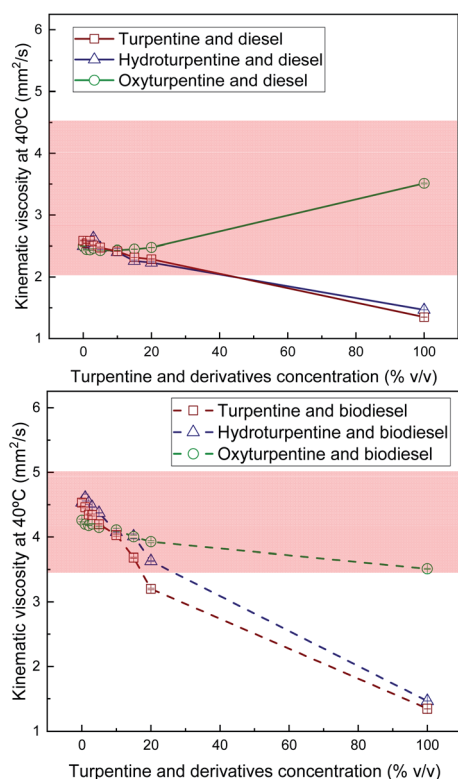 6
5
4
3
2
1
Kinematic viscosity at 40ºC (mm²/s)
Turpentine and diesel
Hydroturpentine and diesel
Oxyturpentine and diesel
0 20 40 60 80 100
Turpentine and derivatives concentration (% v/v)
6
5
4
3
2
1
Kinematic viscosity at 40ºC (mm²/s)
Turpentine and biodiesel
Hydroturpentine and biodiesel
Oxyturpentine and biodiesel
0 20 40 60 80 100
Turpentine and derivatives concentration (% v/v)